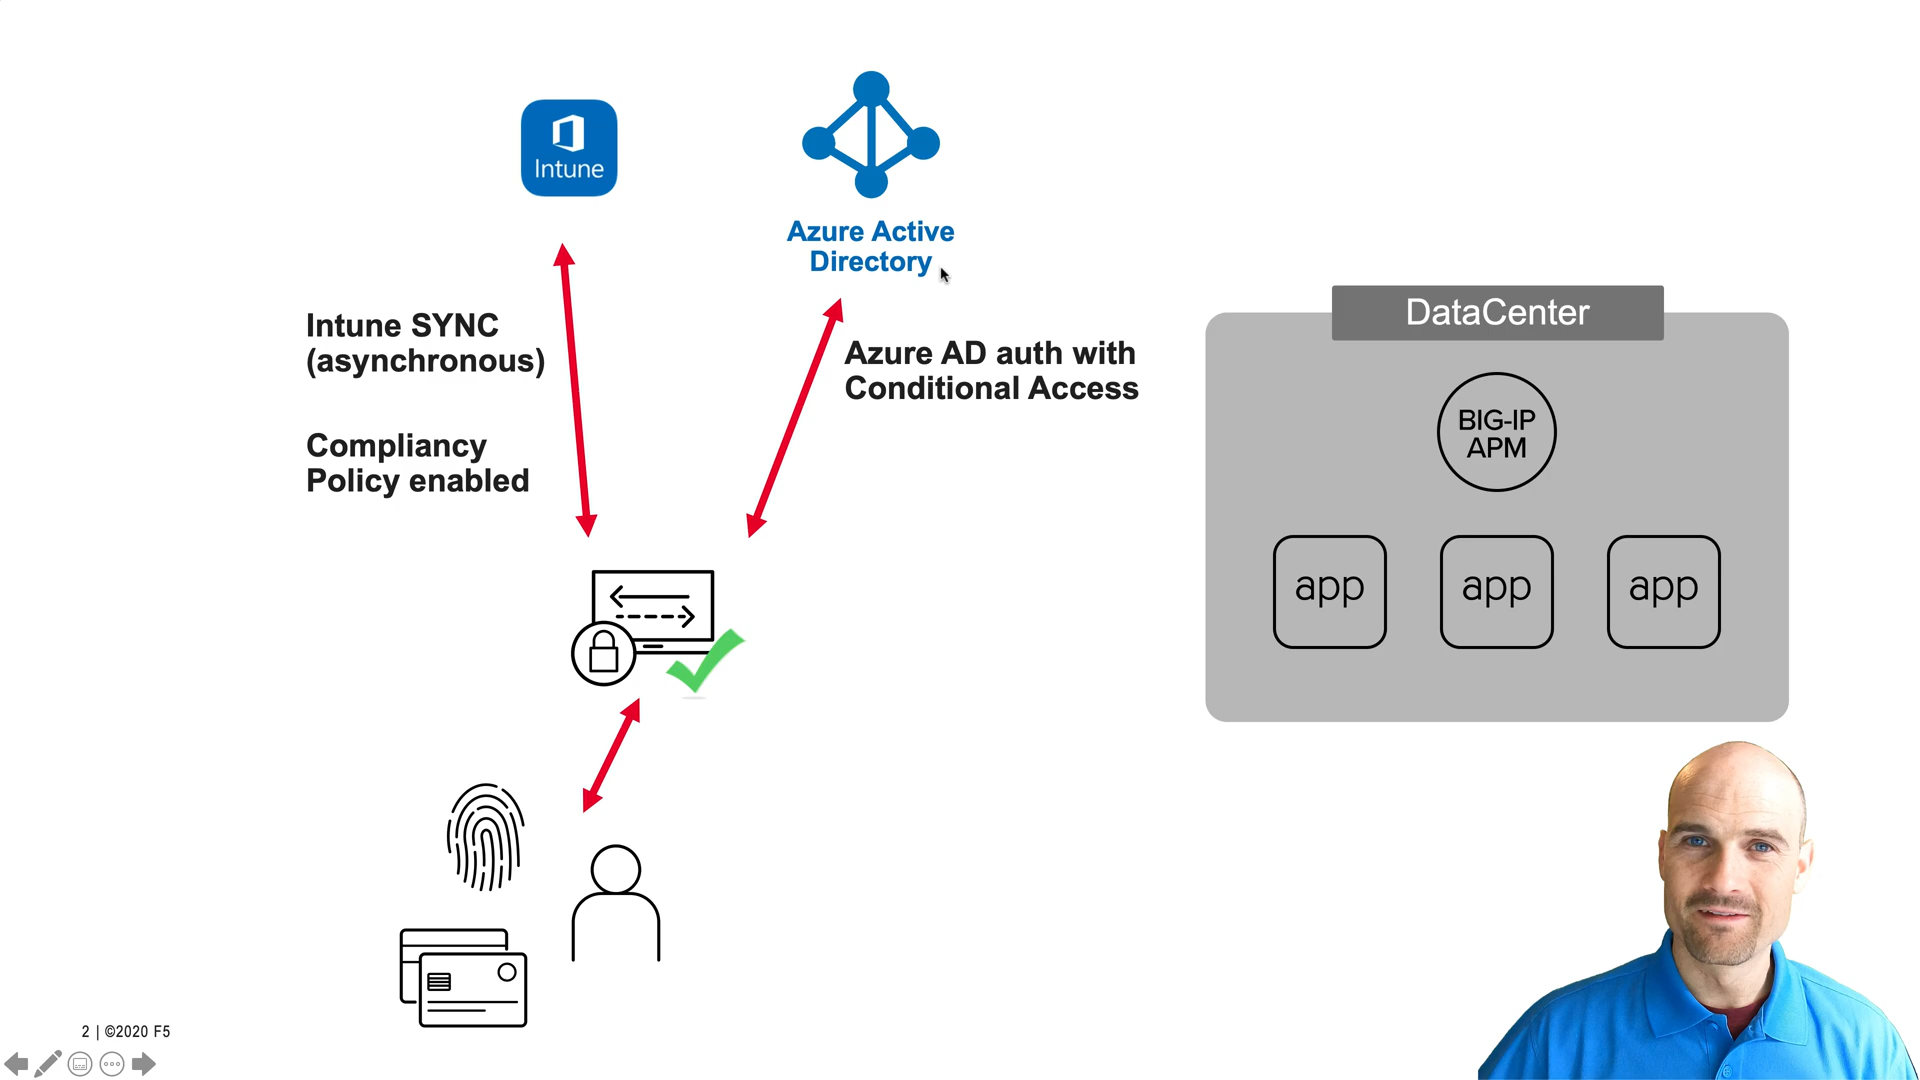 Intune
Azure Active
Directory
Intune SYNC
(asynchronous)
Compliancy
Policy enabled
Azure AD auth with
Conditional Access
DataCenter
BIG-IP
APM
app
app
app
2 | ©2020 F5